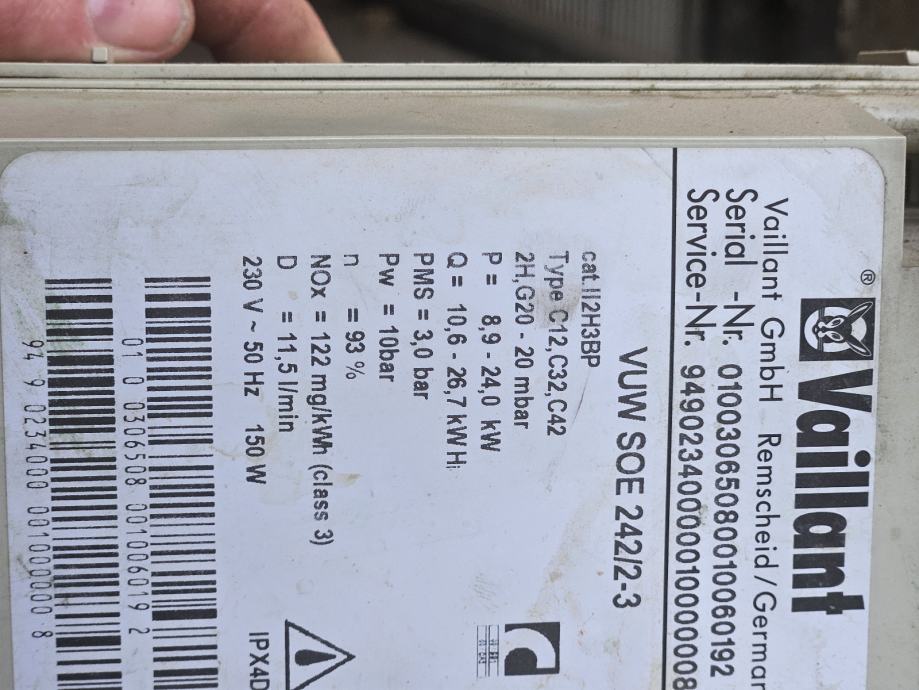 Vaillant ®
Vaillant GmbH Remscheid / German
Serial -Nr. 01003065080010060192
Service-Nr. 9490234000001000000008
VUW SOE 242/2-3
cat.II2H3BP
Type C12,C32,C42
2H,G20 - 20 mbar
P = 8,9 - 24,0 kW
Q = 10,6 - 26,7 kW Hi
PMS = 3,0 bar
Pw = 10bar
n = 93 %
NOx = 122 mg/kWh (class 3)
D = 11,5 l/min
230 V ~ 50 Hz 150 W
IPX4D
01 0 0306508 001006019 2
94 9 0234000 001000000 8